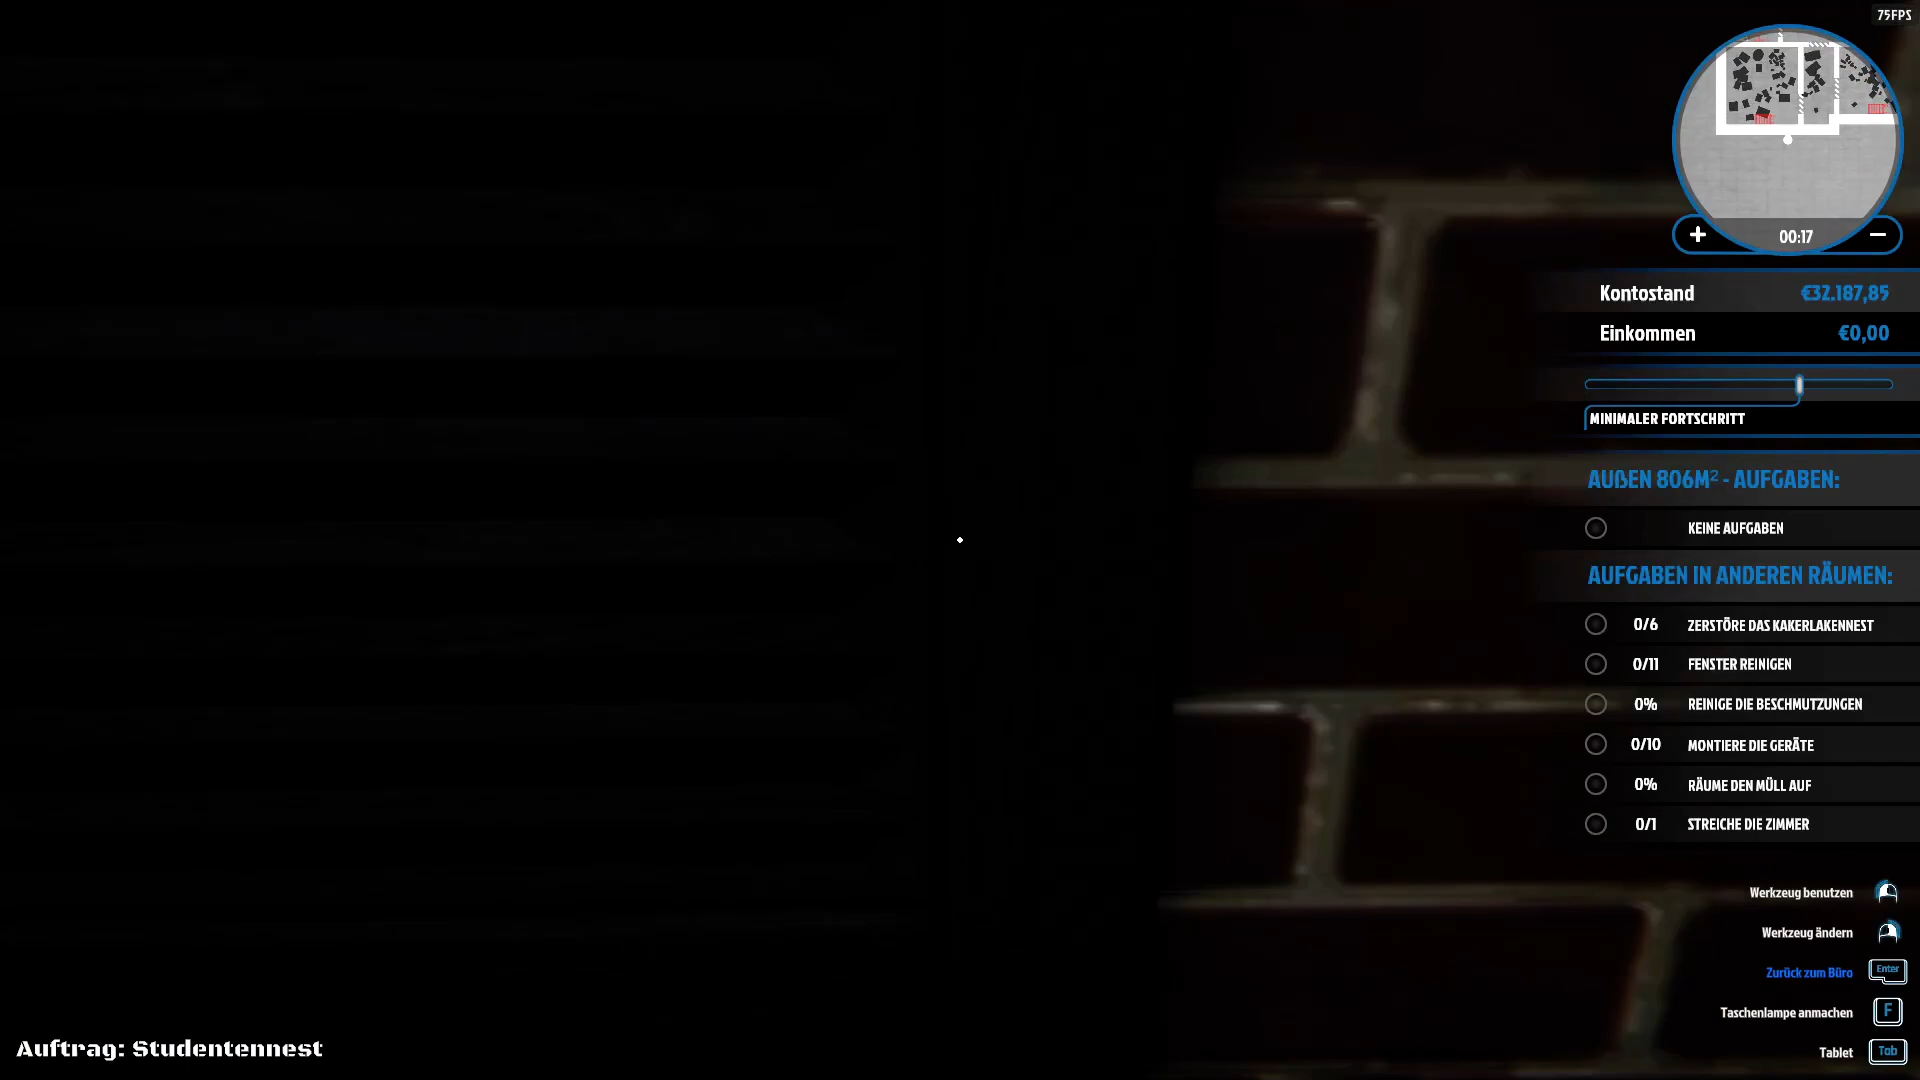 75FPS
00:17
Kontostand €32.187,85
Einkommen €0,00
MINIMALER FORTSCHRITT
AUßEN 806M² - AUFGABEN:
KEINE AUFGABEN
AUFGABEN IN ANDEREN RÄUMEN:
0/6 ZERSTÖRE DAS KAKERLAKENNEST
0/11 FENSTER REINIGEN
0% REINIGE DIE BESCHMUTZUNGEN
0/10 MONTIERE DIE GERÄTE
0% RÄUME DEN MÜLL AUF
0/1 STREICHE DIE ZIMMER
Werkzeug benutzen
Werkzeug ändern
Zurück zum Büro Enter
Taschenlampe anmachen F
Tablet Tab
Auftrag: Studentennest